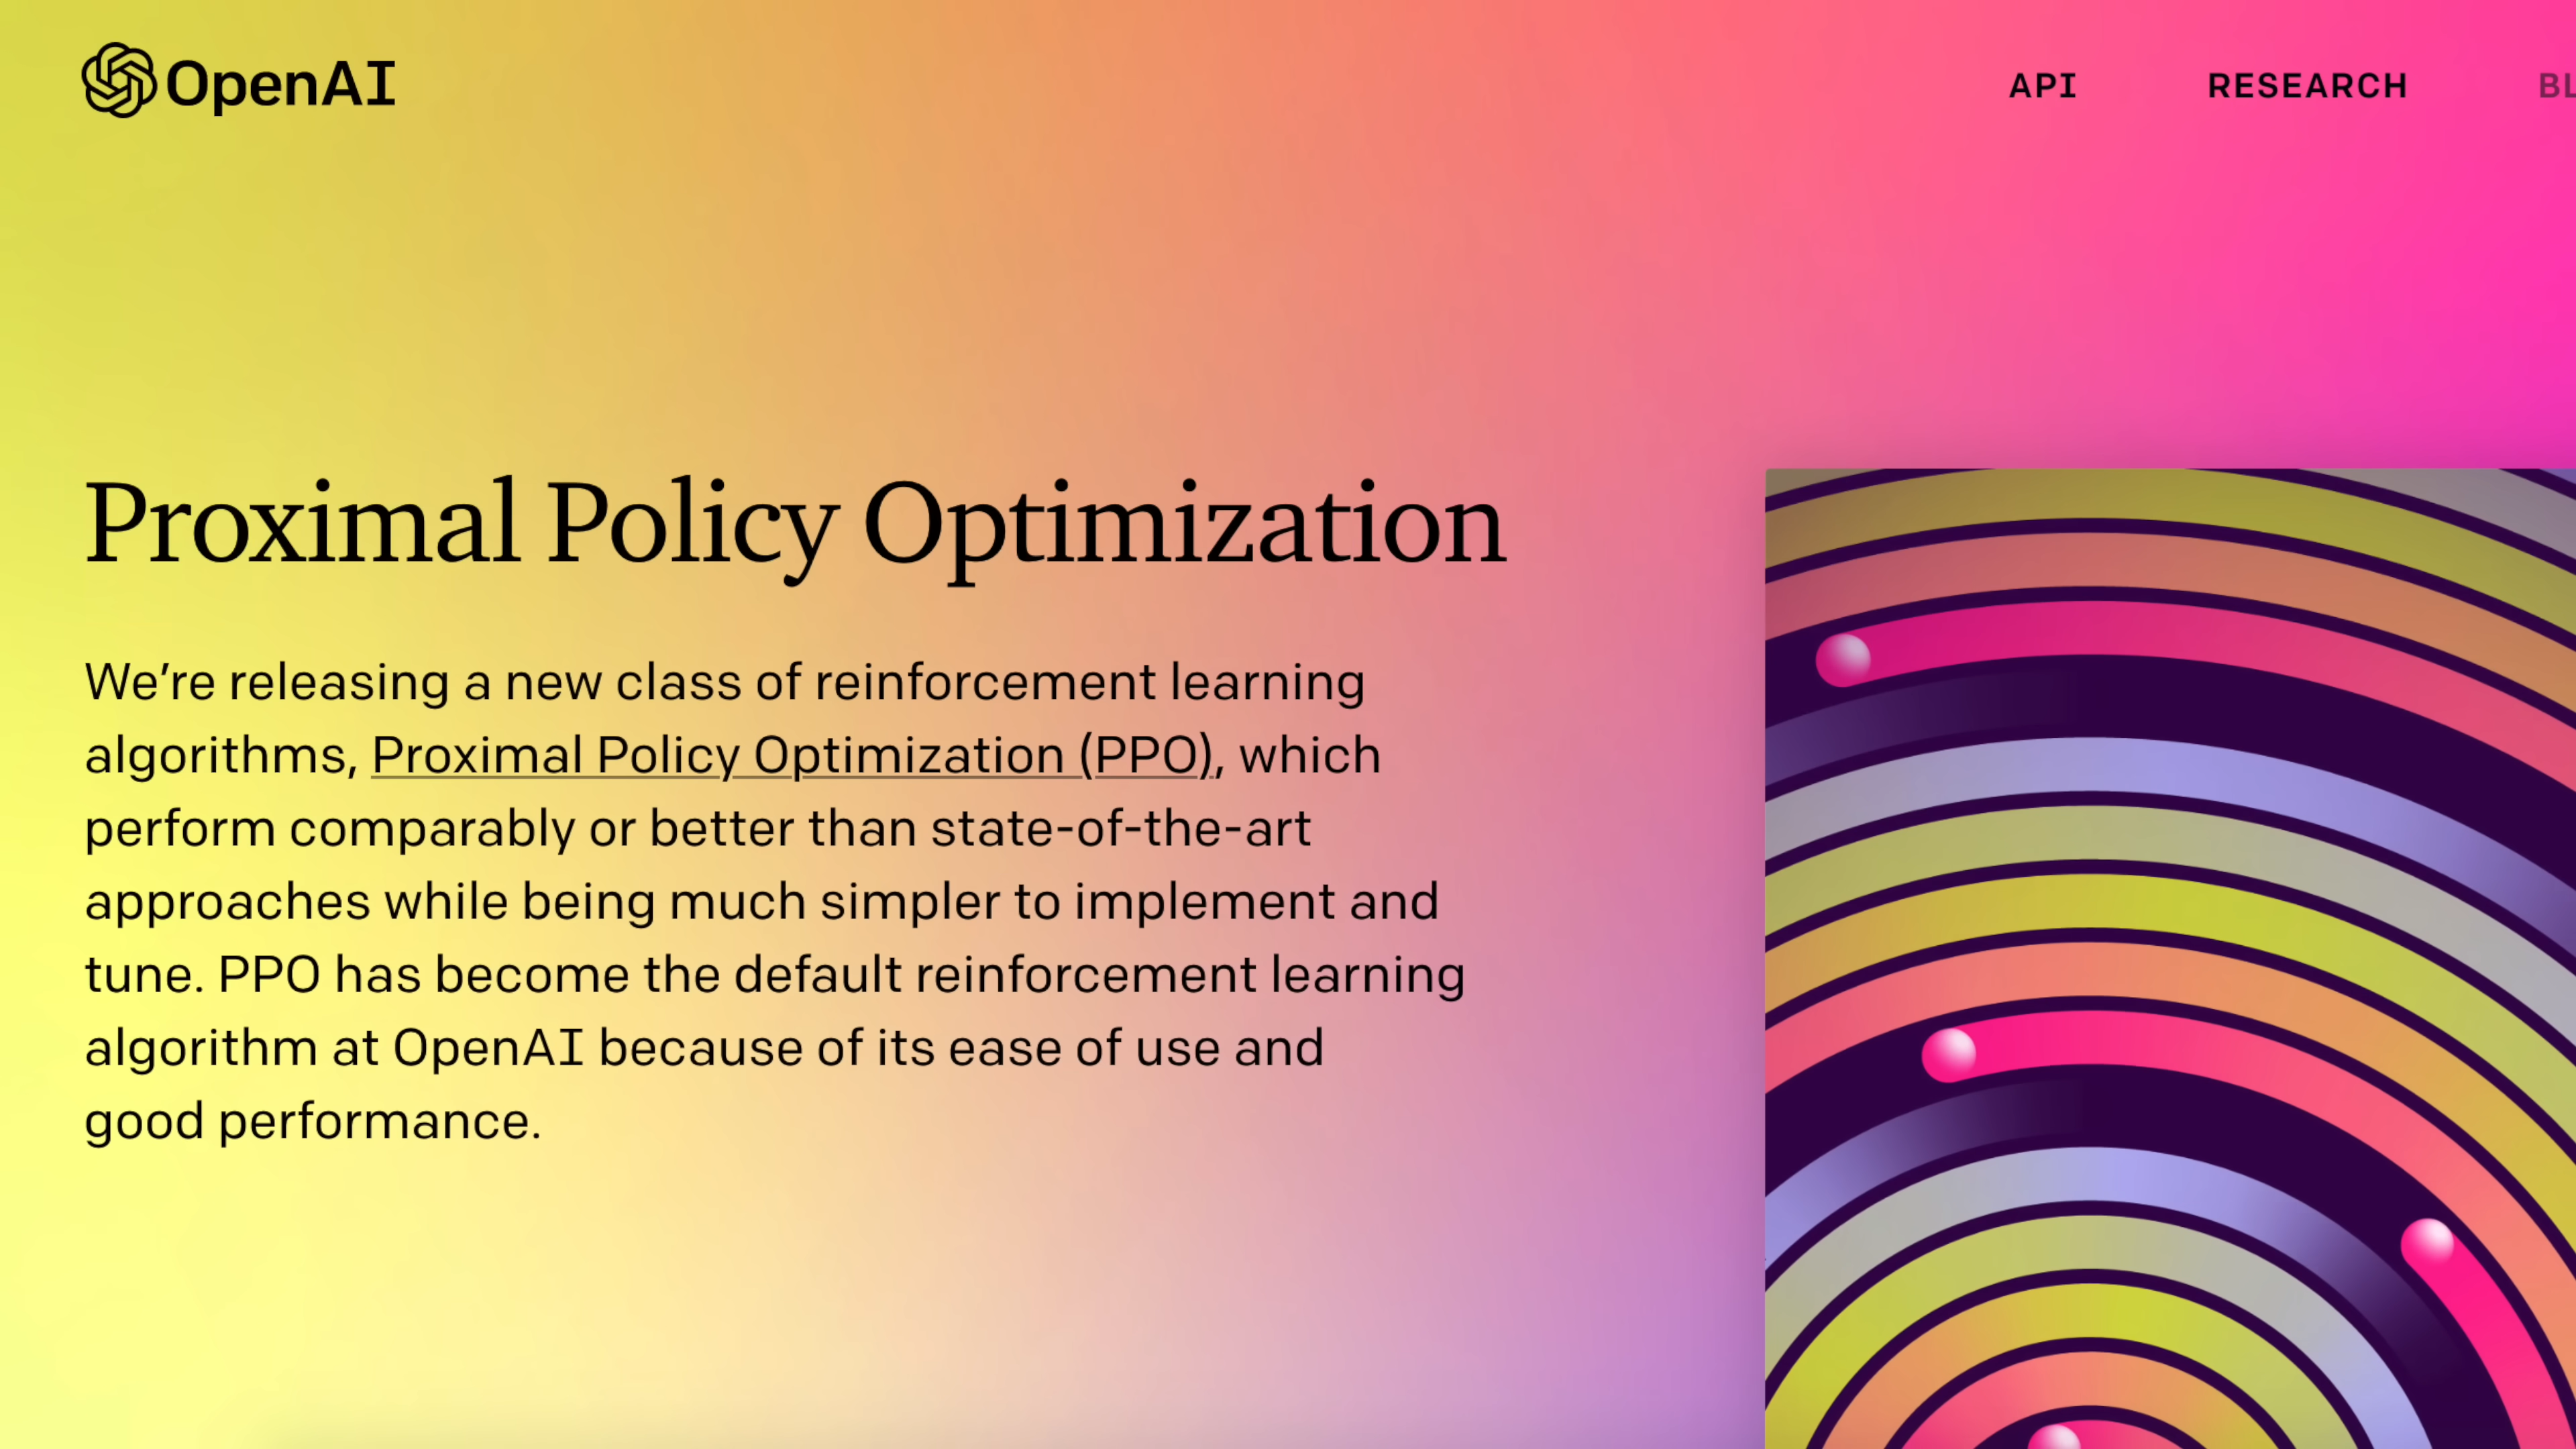 OpenAI
API RESEARCH BL
Proximal Policy Optimization
We’re releasing a new class of reinforcement learning
algorithms, Proximal Policy Optimization (PPO), which
perform comparably or better than state-of-the-art
approaches while being much simpler to implement and
tune. PPO has become the default reinforcement learning
algorithm at OpenAI because of its ease of use and
good performance.